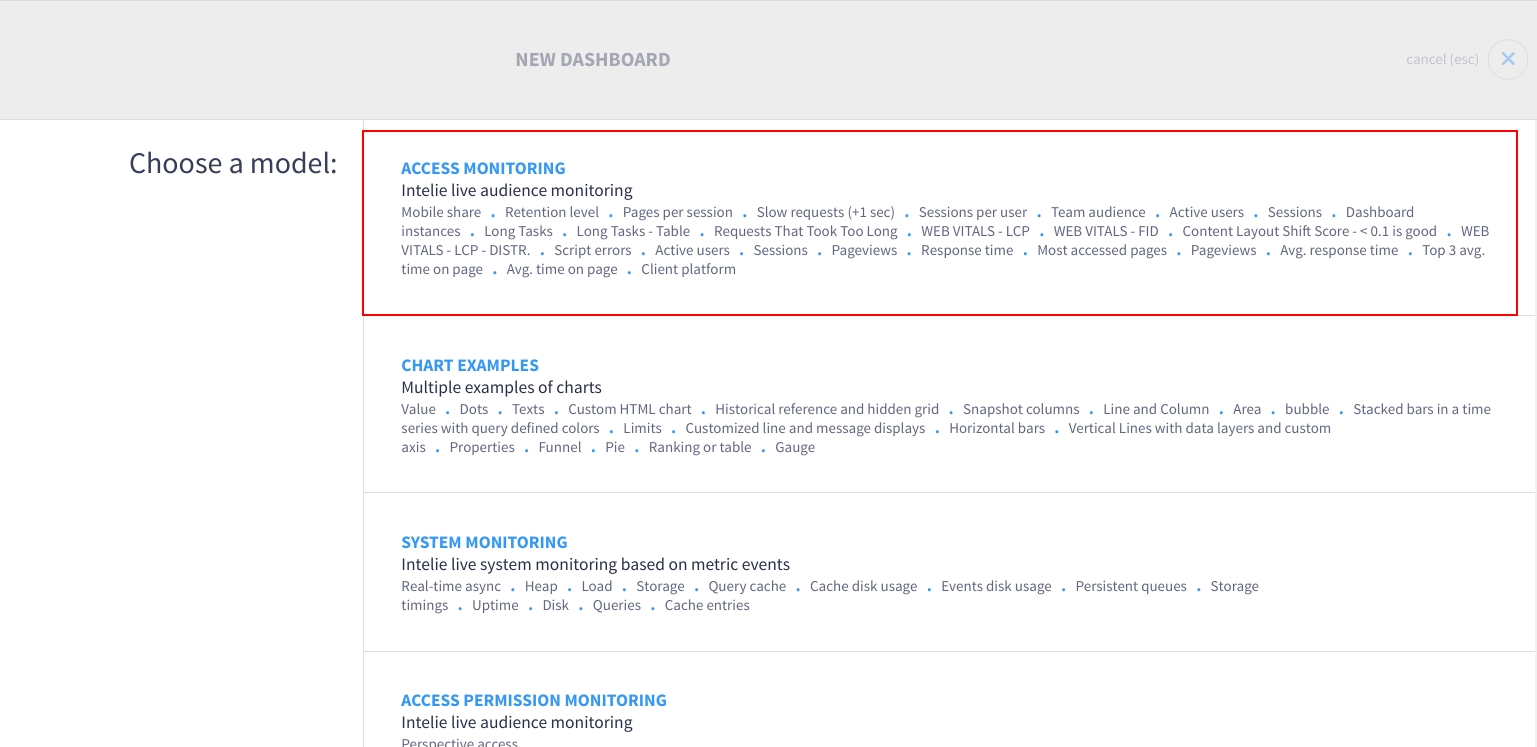 NEW DASHBOARD
cancel (esc)
Choose a model:
ACCESS MONITORING
Intelie live audience monitoring
Mobile share . Retention level . Pages per session . Slow requests (+1 sec) . Sessions per user . Team audience . Active users . Sessions . Dashboard
instances . Long Tasks . Long Tasks - Table . Requests That Took Too Long . WEB VITALS - LCP . WEB VITALS - FID . Content Layout Shift Score - < 0.1 is good . WEB
VITALS - LCP - DISTR. . Script errors . Active users . Sessions . Pageviews . Response time . Most accessed pages . Pageviews . Avg. response time . Top 3 avg.
time on page . Avg. time on page . Client platform
CHART EXAMPLES
Multiple examples of charts
Value . Dots . Texts . Custom HTML chart . Historical reference and hidden grid . Snapshot columns . Line and Column . Area . bubble . Stacked bars in a time
series with query defined colors . Limits . Customized line and message displays . Horizontal bars . Vertical Lines with data layers and custom
axis . Properties . Funnel . Pie . Ranking or table . Gauge
SYSTEM MONITORING
Intelie live system monitoring based on metric events
Real-time async . Heap . Load . Storage . Query cache . Cache disk usage . Events disk usage . Persistent queues . Storage
timings . Uptime . Disk . Queries . Cache entries
ACCESS PERMISSION MONITORING
Intelie live audience monitoring
Perspective access